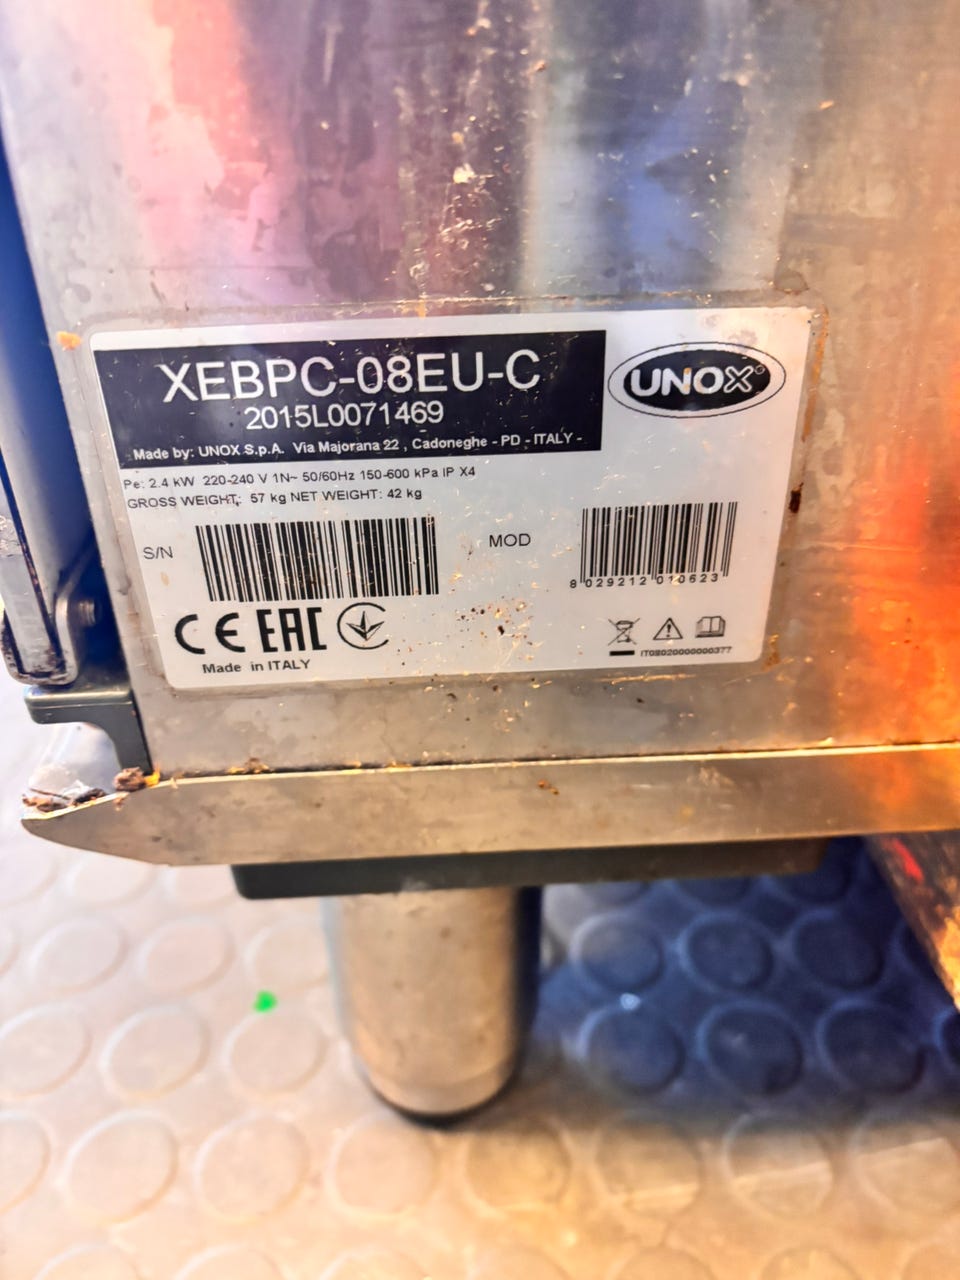 XEBPC-08EU-C
2015L0071469
Made by: UNOX S.p.A. Via Majorana 22 , Cadoneghe - PD - ITALY -
UNOX
Pe: 2.4 kW 220-240 V 1N~ 50/60Hz 150-600 kPa IP X4
GROSS WEIGHT: 57 kg NET WEIGHT: 42 kg
S/N
MOD
8 029212 010623
CE EAC
Made in ITALY
IT08020000000377